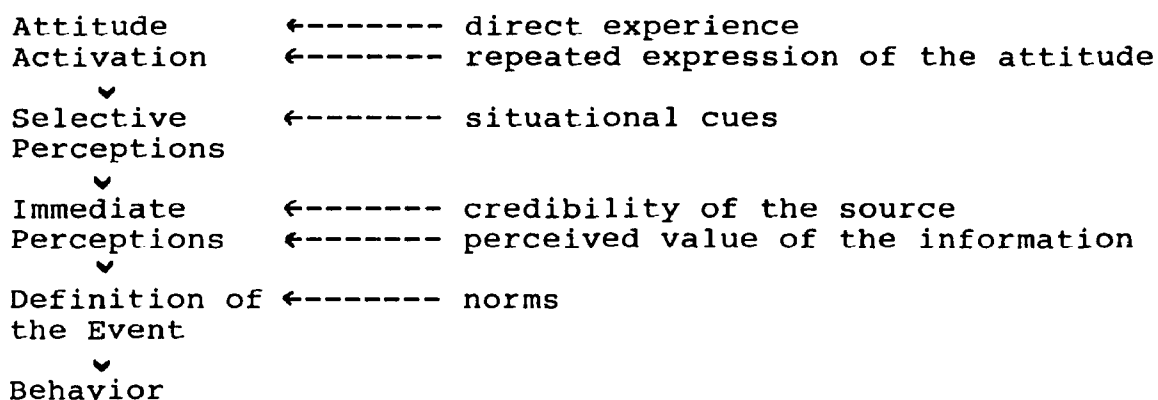 Attitude <-------- direct experience
Activation <-------- repeated expression of the attitude
Selective <-------- situational cues
Perceptions
Immediate <-------- credibility of the source
Perceptions <-------- perceived value of the information
Definition of <-------- norms
the Event
Behavior